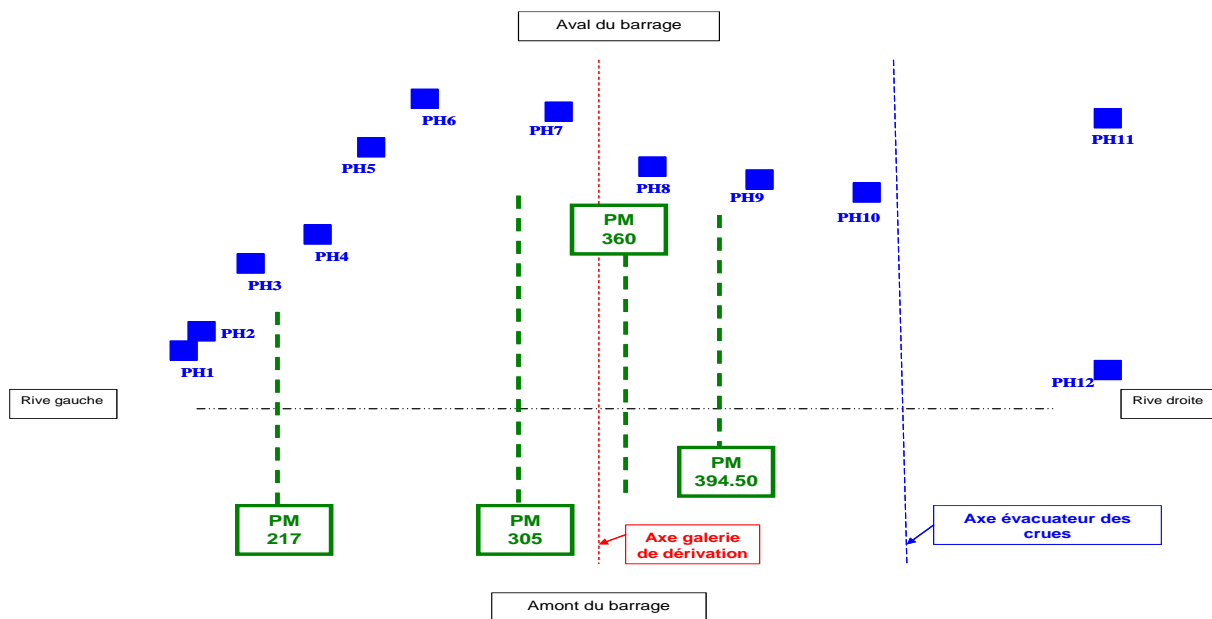 Aval du barrage
PH6
PH7
PH11
PH5
PH8
PH9
PH10
PM
360
PH4
PH3
PH2
PH1
PH12
Rive gauche
Rive droite
PM
394.50
PM
217
PM
305
Axe galerie
de dérivation
Axe évacuateur des
crues
Amont du barrage